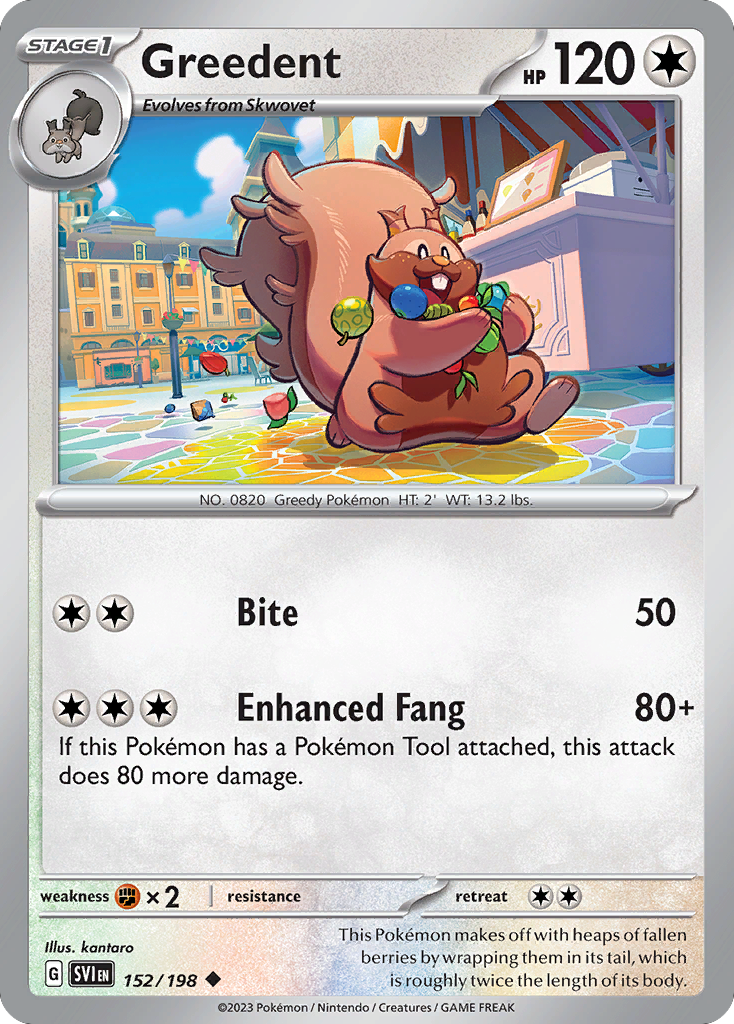 STAGE 1
Greedent
HP 120
Evolves from Skwovet
NO. 0820 Greedy Pokémon HT: 2' WT: 13.2 lbs.
Bite 50
Enhanced Fang 80+
If this Pokémon has a Pokémon Tool attached, this attack
does 80 more damage.
weakness × 2 resistance retreat
Illus. kantaro
This Pokémon makes off with heaps of fallen
berries by wrapping them in its tail, which
is roughly twice the length of its body.
G SVI EN 152/198
©2023 Pokémon / Nintendo / Creatures / GAME FREAK